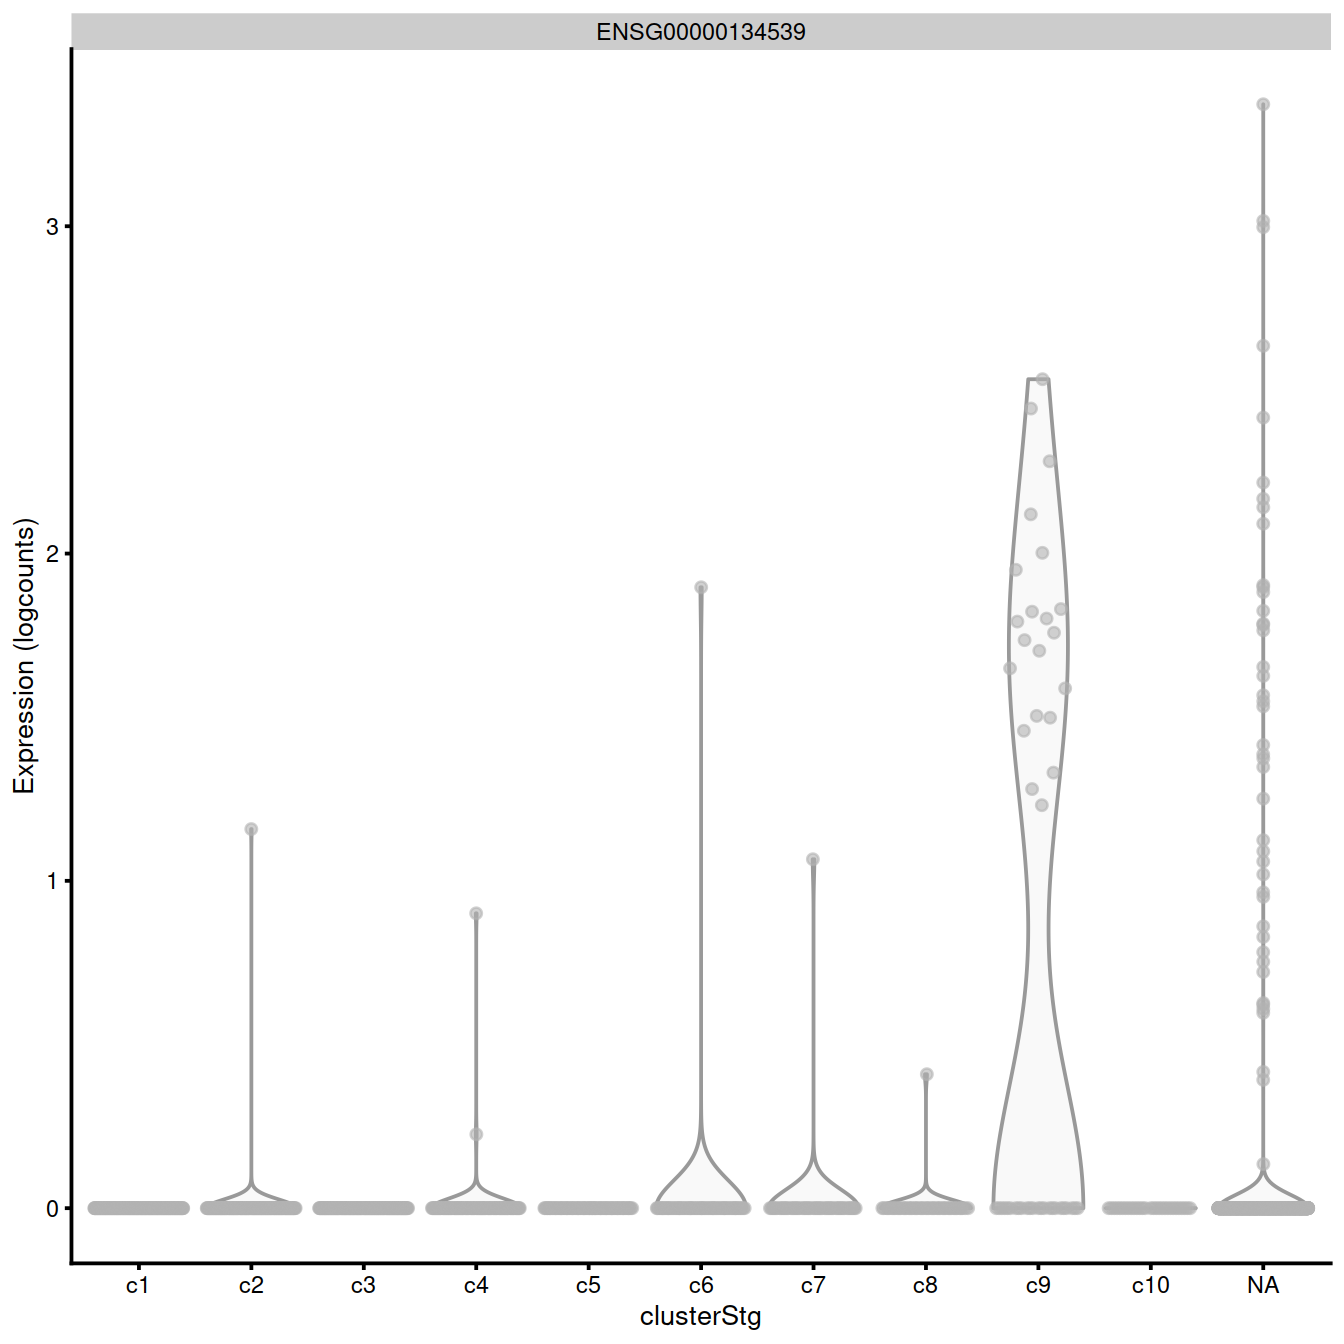 ENSG00000134539
Expression (logcounts)
3
2
1
0
c1 c2 c3 c4 c5 c6 c7 c8 c9 c10 NA
clusterStg